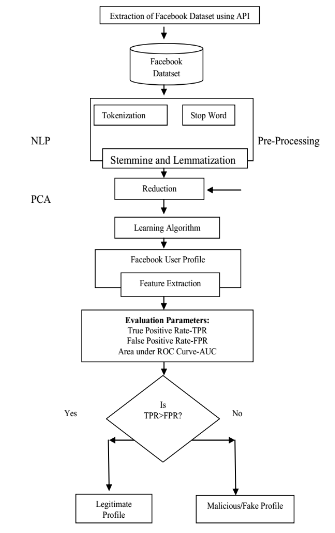 Extraction of Facebook Dataset using API
Facebook
Datatset
Tokenization
Stop Word
NLP
Pre-Processing
Stemming and Lemmatization
Reduction
PCA
Learning Algorithm
Facebook User Profile
Feature Extraction
Evaluation Parameters:
True Positive Rate-TPR
False Positive Rate-FPR
Area under ROC Curve-AUC
Is
TPR>FPR?
Yes
No
Legitimate
Profile
Malicious/Fake Profile